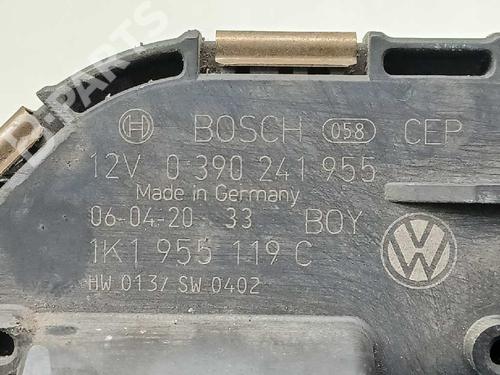 BOSCH 058 CEP
12V 0 390 241 955
Made in Germany
06-04-20 33 BOY
1K1 955 119 C
HW 013/ SW 0402